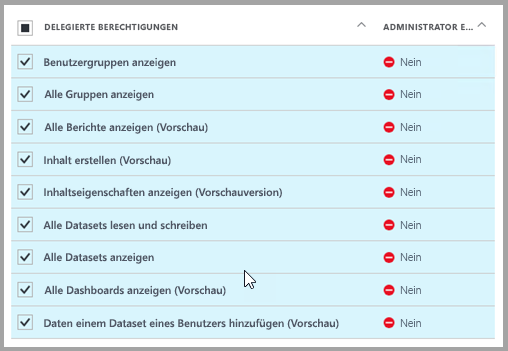 DELEGIERTE BERECHTIGUNGEN ADMINISTRATOR E...
Benutzergruppen anzeigen Nein
Alle Gruppen anzeigen Nein
Alle Berichte anzeigen (Vorschau) Nein
Inhalt erstellen (Vorschau) Nein
Inhaltseigenschaften anzeigen (Vorschauversion) Nein
Alle Datasets lesen und schreiben Nein
Alle Datasets anzeigen Nein
Alle Dashboards anzeigen (Vorschau) Nein
Daten einem Dataset eines Benutzers hinzufügen (Vorschau) Nein